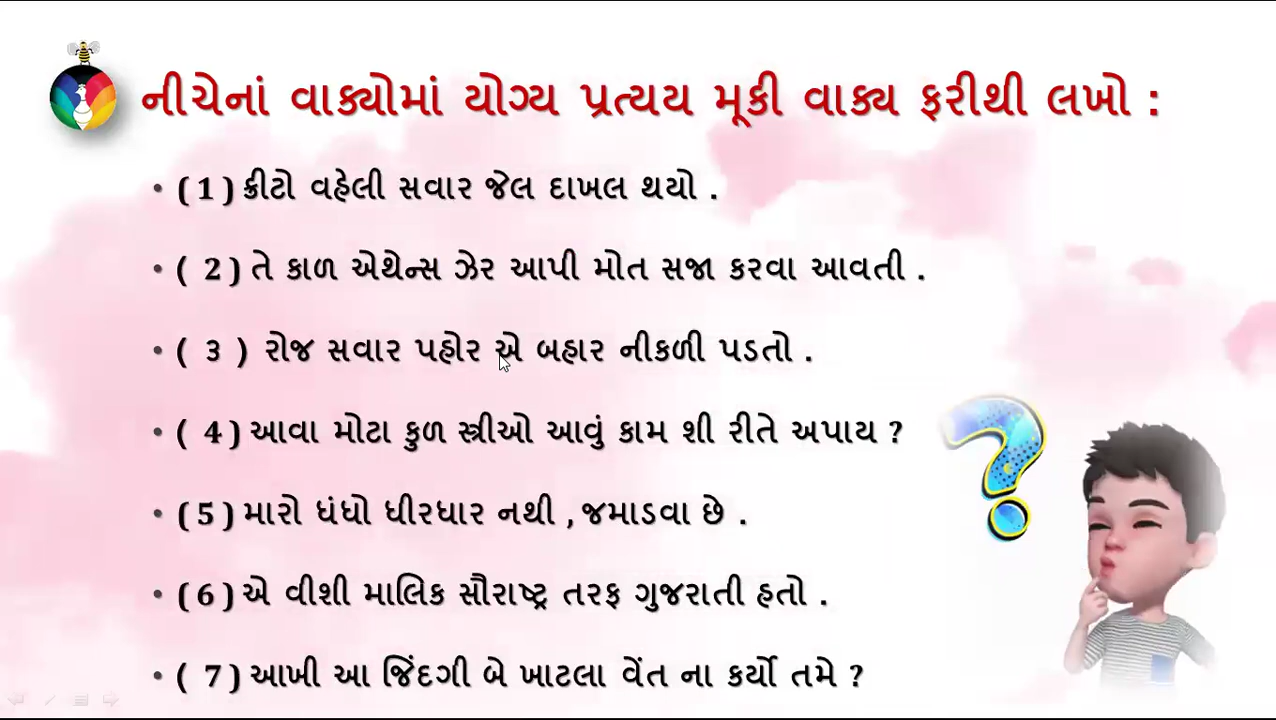 નીચેનાં વાક્યોમાં યોગ્ય પ્રત્યય મૂકી વાક્ય ફરીથી લખો :
• ( 1 ) ક્રીટો વહેલી સવાર જેલ દાખલ થયો .
• ( 2 ) તે કાળ એથેન્સ ઝેર આપી મોત સજા કરવા આવતી .
• ( ૩ ) રોજ સવાર પહોર એ બહાર નીકળી પડતો .
• ( 4 ) આવા મોટા કુળ સ્ત્રીઓ આવું કામ શી રીતે અપાય ?
• ( 5 ) મારો ધંધો ધીરધાર નથી , જમાડવા છે .
• ( 6 ) એ વીશી માલિક સૌરાષ્ટ્ર તરફ ગુજરાતી હતો .
• ( 7 ) આખી આ જિંદગી બે ખાટલા વેંત ના કર્યો તમે ?